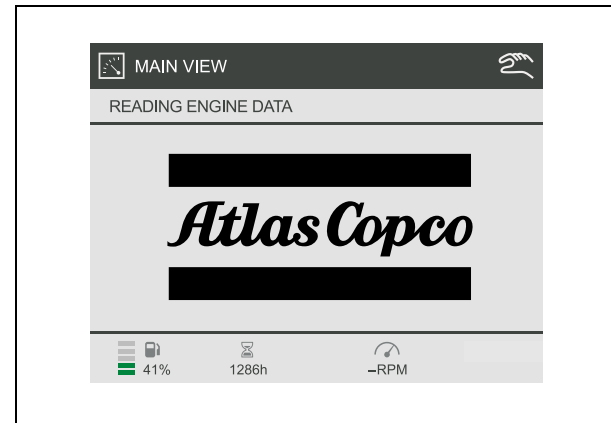 MAIN VIEW
READING ENGINE DATA
Atlas Copco
41%
1286h
–RPM